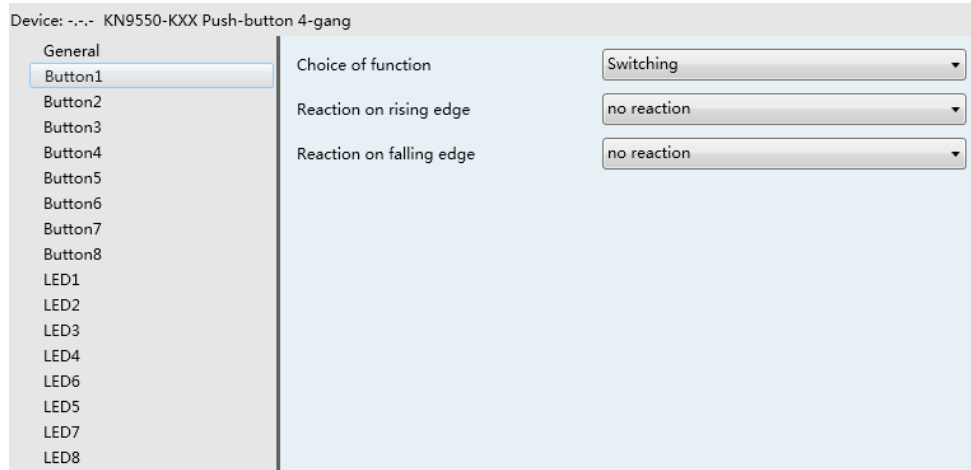 Device: -.-.- KN9550-KXX Push-button 4-gang
General
Button1
Button2
Button3
Button4
Button5
Button6
Button7
Button8
LED1
LED2
LED3
LED4
LED6
LED5
LED7
LED8
Choice of function Switching
Reaction on rising edge no reaction
Reaction on falling edge no reaction